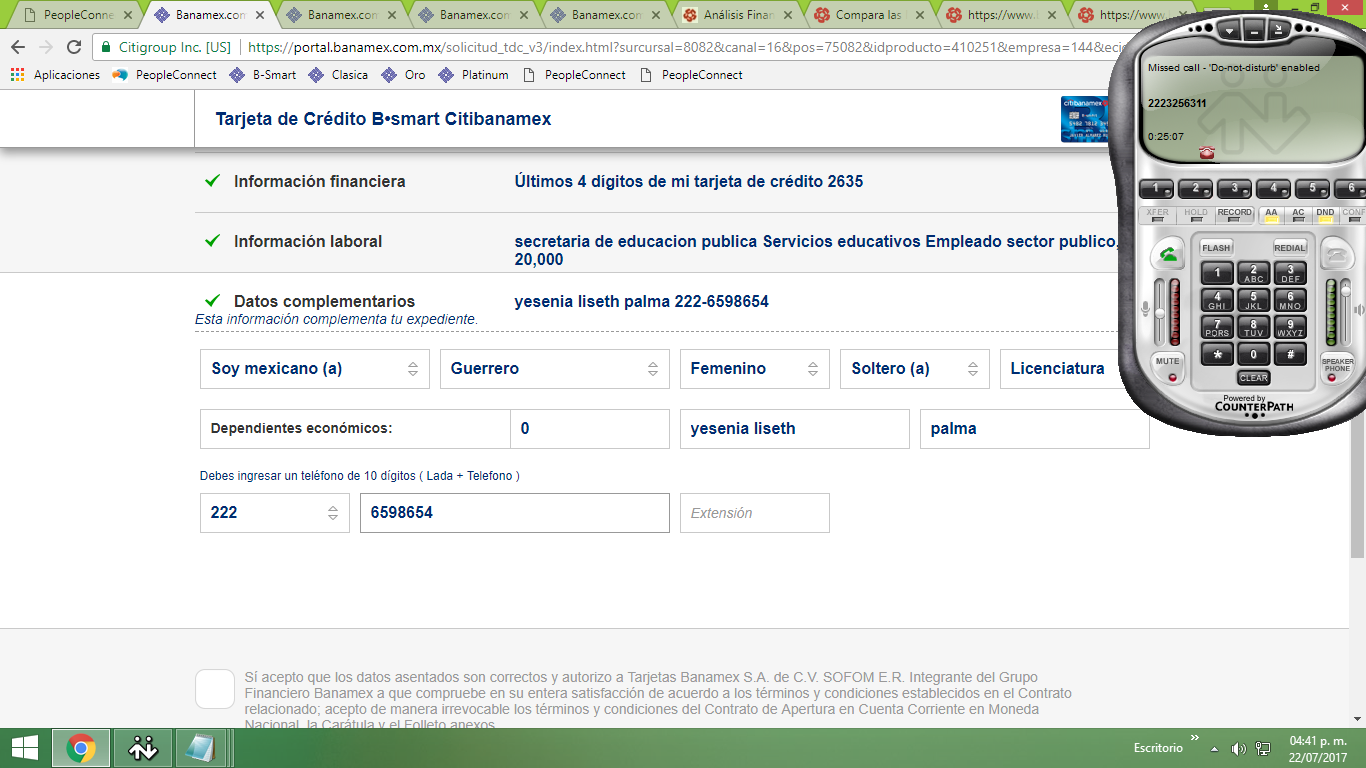 PeopleConne
Banamex.con
Banamex.con
Banamex.con
Banamex.con
Análisis Finan
Compara las
https://www.
https://www.
Citigroup Inc. [US]
https://portal.banamex.com.mx/solicitud_tdc_v3/index.html?surcursal=8082&canal=16&pos=75082&idproducto=410251&empresa=144&ecic
Aplicaciones
PeopleConnect
B-Smart
Clasica
Oro
Platinum
PeopleConnect
PeopleConnect
Tarjeta de Crédito B•smart Citibanamex
citibanamex
Información financiera
Últimos 4 dígitos de mi tarjeta de crédito 2635
Información laboral
secretaria de educacion publica Servicios educativos Empleado sector publico,
20,000
Datos complementarios
yesenia liseth palma 222-6598654
Esta información complementa tu expediente.
Soy mexicano (a)
Guerrero
Femenino
Soltero (a)
Licenciatura
Dependientes económicos:
0
yesenia liseth
palma
Debes ingresar un teléfono de 10 dígitos ( Lada + Telefono )
222
6598654
Extensión
Sí acepto que los datos asentados son correctos y autorizo a Tarjetas Banamex S.A. de C.V. SOFOM E.R. Integrante del Grupo
Financiero Banamex a que compruebe en su entera satisfacción de acuerdo a los términos y condiciones establecidos en el Contrato
relacionado; acepto de manera irrevocable los términos y condiciones del Contrato de Apertura en Cuenta Corriente en Moneda
Nacional, la Carátula y el Folleto anexos
Missed call - 'Do-not-disturb' enabled
2223256311
0:25:07
1 2 3 4 5 6
XFER HOLD RECORD AA AC DND CONF
FLASH
REDIAL
1
2 ABC
3 DEF
4 GHI
5 JKL
6 MNO
7 PQRS
8 TUV
9 WXYZ
* 0 #
MUTE
SPEAKER
PHONE
CLEAR
Powered by
COUNTERPATH
Escritorio
04:41 p. m.
22/07/2017